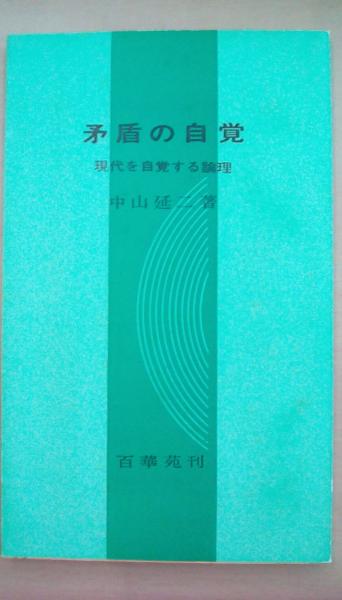 矛盾の自覚
現代を自覚する論理
中山延二著
百華苑刊